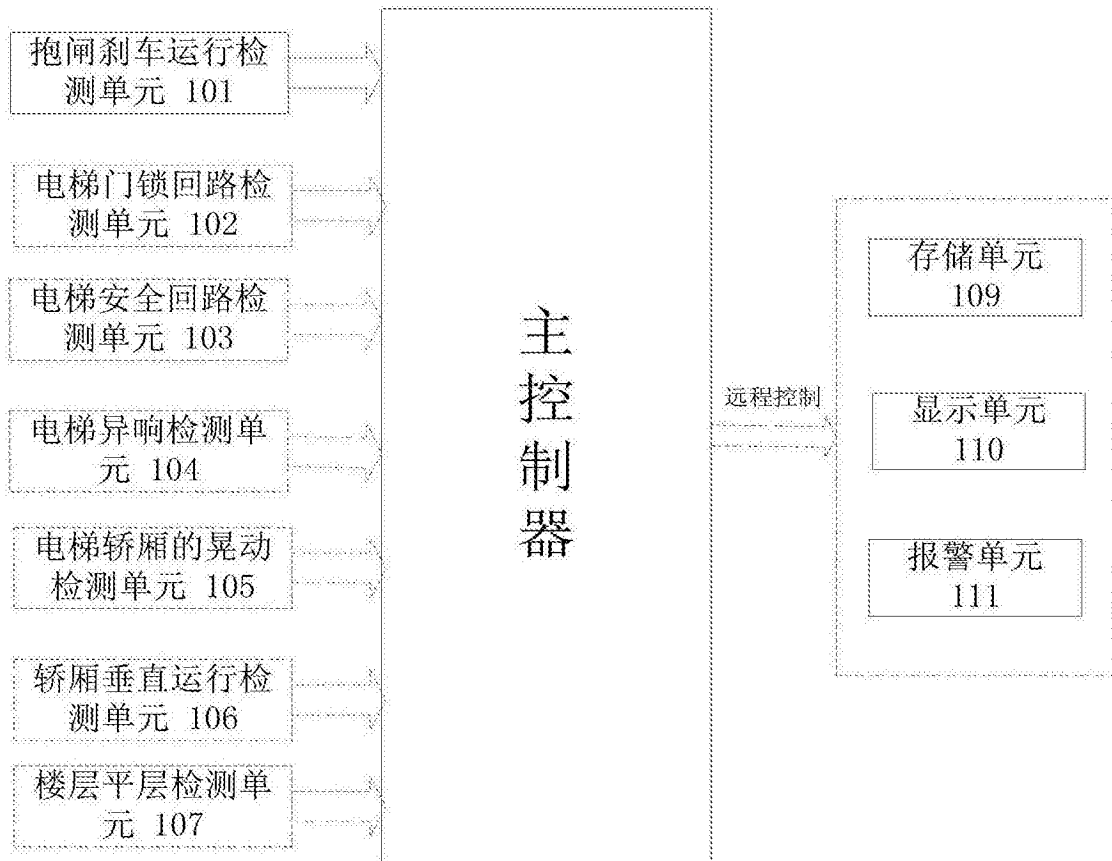 抱闸刹车运行检
测单元 101
电梯门锁回路检
测单元 102
电梯安全回路检
测单元 103
电梯异响检测单
元 104
电梯轿厢的晃动
检测单元 105
轿厢垂直运行检
测单元 106
楼层平层检测单
元 107
主
控
制
器
远程控制
存储单元
109
显示单元
110
报警单元
111